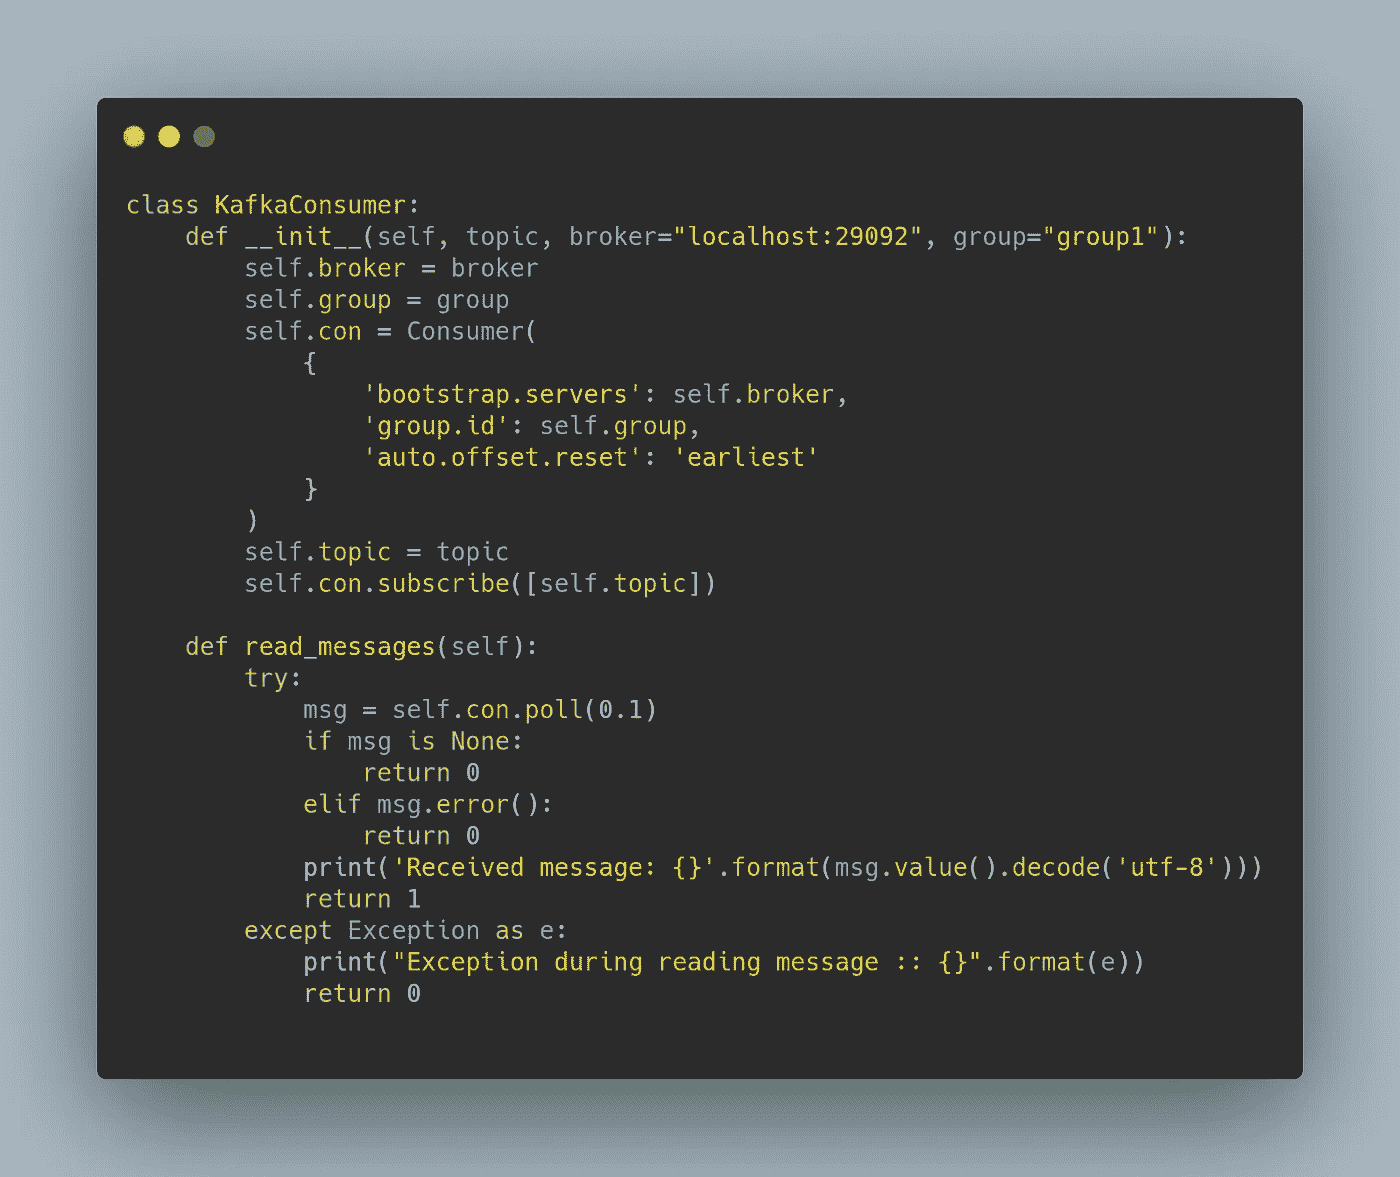 class KafkaConsumer:
    def __init__(self, topic, broker="localhost:29092", group="group1"):
        self.broker = broker
        self.group = group
        self.con = Consumer(
            {
                'bootstrap.servers': self.broker,
                'group.id': self.group,
                'auto.offset.reset': 'earliest'
            }
        )
        self.topic = topic
        self.con.subscribe([self.topic])

    def read_messages(self):
        try:
            msg = self.con.poll(0.1)
            if msg is None:
                return 0
            elif msg.error():
                return 0
            print('Received message: {}'.format(msg.value().decode('utf-8')))
            return 1
        except Exception as e:
            print("Exception during reading message :: {}".format(e))
            return 0